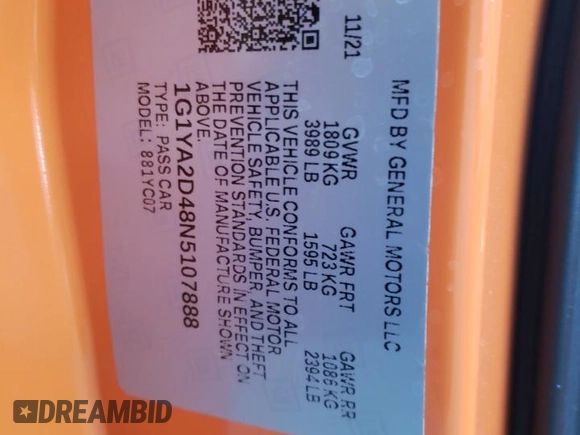 MFD BY GENERAL MOTORS LLC
11/21 GVWR GAWR FRT GAWR RR
1809 KG 723 KG 1086 KG
3989 LB 1595 LB 2394 LB
THIS VEHICLE CONFORMS TO ALL
APPLICABLE U.S. FEDERAL MOTOR
VEHICLE SAFETY, BUMPER, AND THEFT
PREVENTION STANDARDS IN EFFECT ON
THE DATE OF MANUFACTURE SHOWN
ABOVE.
1G1YA2D48N5107888
TYPE: PASS CAR
MODEL: 881YC07
DREAMBID